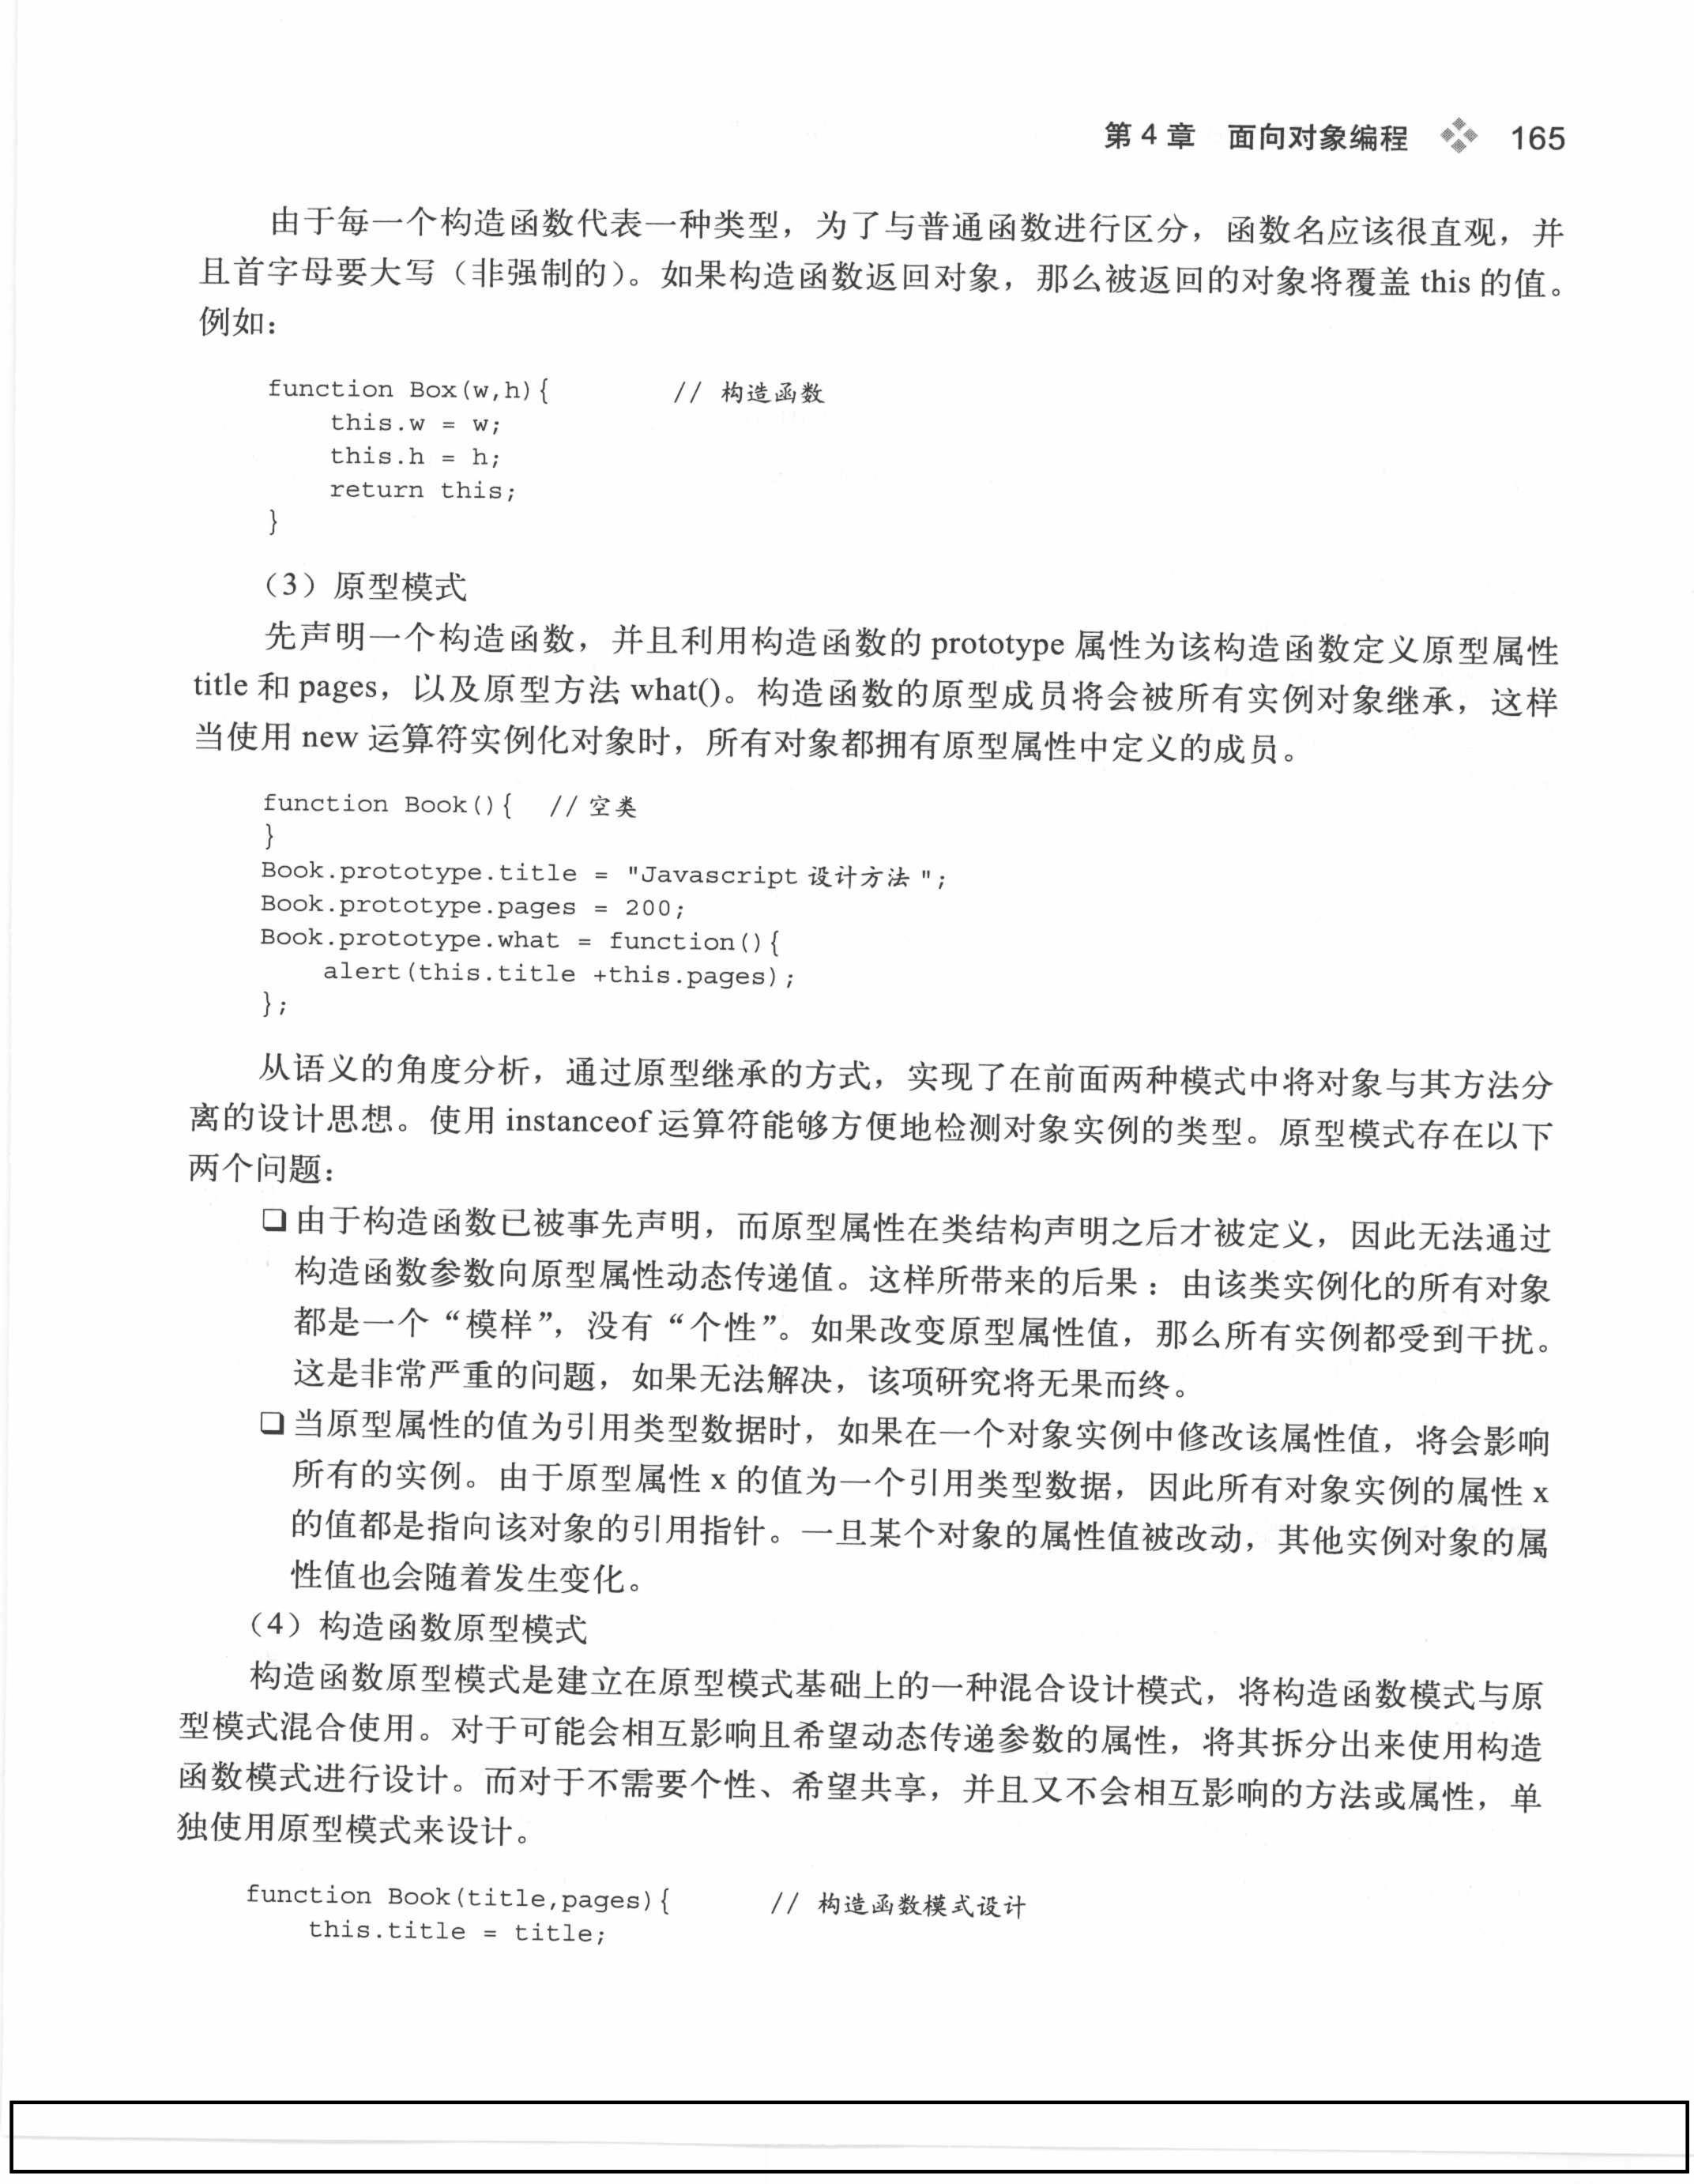 第 4 章　面向对象编程　165
由于每一个构造函数代表一种类型，为了与普通函数进行区分，函数名应该很直观，并
且首字母要大写（非强制的）。如果构造函数返回对象，那么被返回的对象将覆盖 this 的值。
例如：
function Box(w,h){ // 构造函数
this.w = w;
this.h = h;
return this;
}
（3）原型模式
先声明一个构造函数，并且利用构造函数的 prototype 属性为该构造函数定义原型属性
title 和 pages，以及原型方法 what()。构造函数的原型成员将会被所有实例对象继承，这样
当使用 new 运算符实例化对象时，所有对象都拥有原型属性中定义的成员。
function Book(){ //空类
}
Book.prototype.title = "Javascript 设计方法 ";
Book.prototype.pages = 200;
Book.prototype.what = function(){
alert(this.title +this.pages);
};
从语义的角度分析，通过原型继承的方式，实现了在前面两种模式中将对象与其方法分
离的设计思想。使用 instanceof 运算符能够方便地检测对象实例的类型。原型模式存在以下
两个问题：
❏ 由于构造函数已被事先声明，而原型属性在类结构声明之后才被定义，因此无法通过
构造函数参数向原型属性动态传递值。这样所带来的后果：由该类实例化的所有对象
都是一个“模样”，没有“个性”。如果改变原型属性值，那么所有实例都受到干扰。
这是非常严重的问题，如果无法解决，该项研究将无果而终。
❏ 当原型属性的值为引用类型数据时，如果在一个对象实例中修改该属性值，将会影响
所有的实例。由于原型属性 x 的值为一个引用类型数据，因此所有对象实例的属性 x
的值都是指向该对象的引用指针。一旦某个对象的属性值被改动，其他实例对象的属
性值也会随着发生变化。
（4）构造函数原型模式
构造函数原型模式是建立在原型模式基础上的一种混合设计模式，将构造函数模式与原
型模式混合使用。对于可能会相互影响且希望动态传递参数的属性，将其拆分出来使用构造
函数模式进行设计。而对于不需要个性、希望共享，并且又不会相互影响的方法或属性，单
独使用原型模式来设计。
function Book(title,pages){ // 构造函数模式设计
this.title = title;